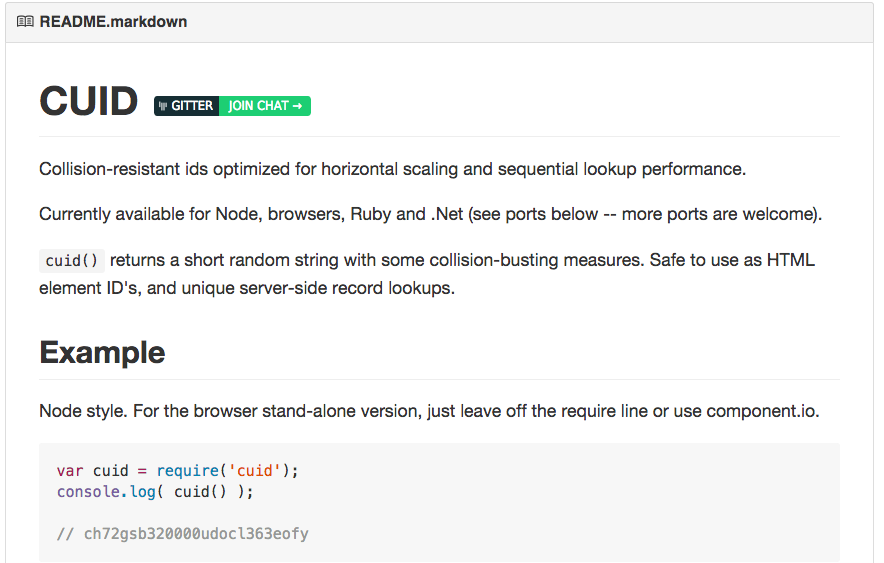 README.markdown
CUID GITTER JOIN CHAT →
Collision-resistant ids optimized for horizontal scaling and sequential lookup performance.
Currently available for Node, browsers, Ruby and .Net (see ports below -- more ports are welcome).
cuid() returns a short random string with some collision-busting measures. Safe to use as HTML
element ID's, and unique server-side record lookups.
Example
Node style. For the browser stand-alone version, just leave off the require line or use component.io.
var cuid = require('cuid');
console.log( cuid() );
// ch72gsb320000udocl363eofy